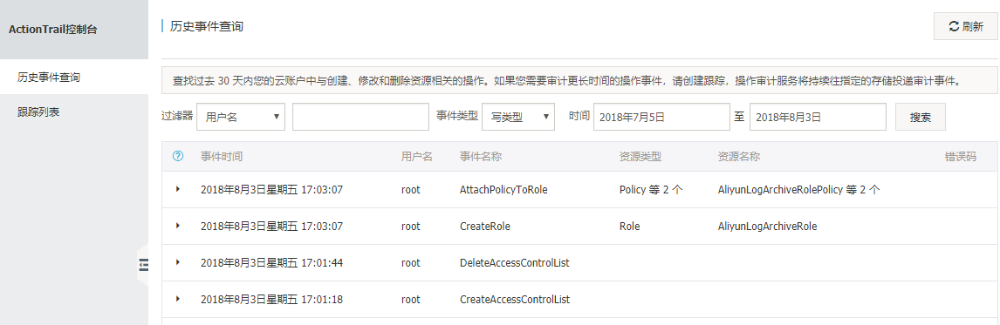 ActionTrail控制台
历史事件查询
跟踪列表
历史事件查询
刷新
查找过去 30 天内您的云账户中与创建、修改和删除资源相关的操作。如果您需要审计更长时间的操作事件，请创建跟踪，操作审计服务将持续往指定的存储投递审计事件。
过滤器 用户名 事件类型 写类型 时间 2018年7月5日 至 2018年8月3日 搜索
事件时间 用户名 事件名称 资源类型 资源名称 错误码
2018年8月3日星期五 17:03:07 root AttachPolicyToRole Policy 等 2 个 AliyunLogArchiveRolePolicy 等 2 个
2018年8月3日星期五 17:03:07 root CreateRole Role AliyunLogArchiveRole
2018年8月3日星期五 17:01:44 root DeleteAccessControlList
2018年8月3日星期五 17:01:18 root CreateAccessControlList